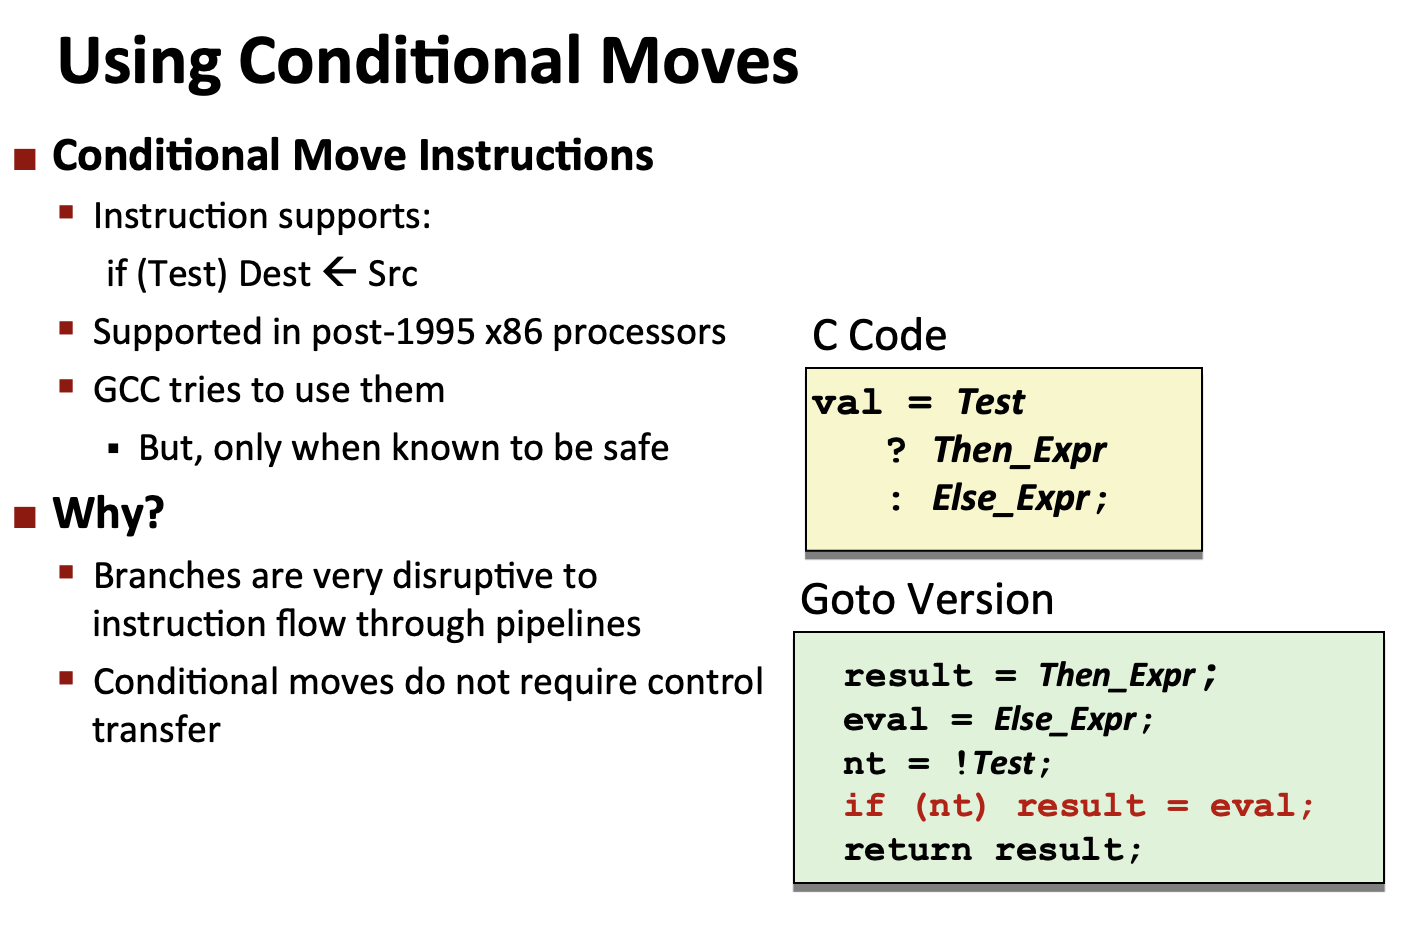 Using Conditional Moves
Conditional Move Instructions
Instruction supports:
if (Test) Dest ← Src
Supported in post-1995 x86 processors
GCC tries to use them
But, only when known to be safe
Why?
Branches are very disruptive to
instruction flow through pipelines
Conditional moves do not require control
transfer
C Code
val = Test
? Then_Expr
: Else_Expr;
Goto Version
result = Then_Expr;
eval = Else_Expr;
nt = !Test;
if (nt) result = eval;
return result;